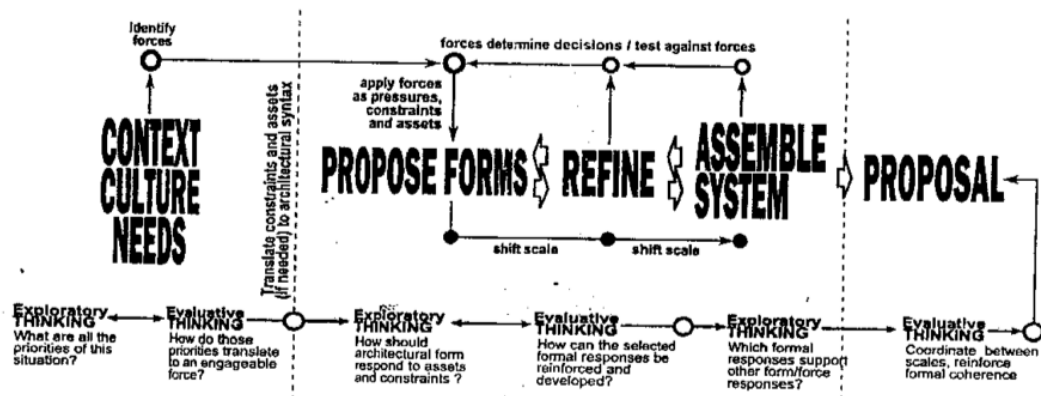 Identify
forces
forces determine decisions / test against forces
apply forces
as pressures,
constraints
and assets
CONTEXT
CULTURE
NEEDS
Translate constraints and assets
(if needed) to architectural syntax
PROPOSE FORMS
REFINE
ASSEMBLE
SYSTEM
PROPOSAL
shift scale
shift scale
Exploratory
THINKING
What are all the
priorities of this
situation?
Evaluative
THINKING
How do those
priorities translate
to an engageable
force?
Exploratory
THINKING
How should
architectural form
respond to assets
and constraints ?
Evaluative
THINKING
How can the selected
formal responses be
reinforced and
developed?
Exploratory
THINKING
Which formal
responses support
other form/force
responses?
Evaluative
THINKING
Coordinate between
scales, reinforce
formal coherence